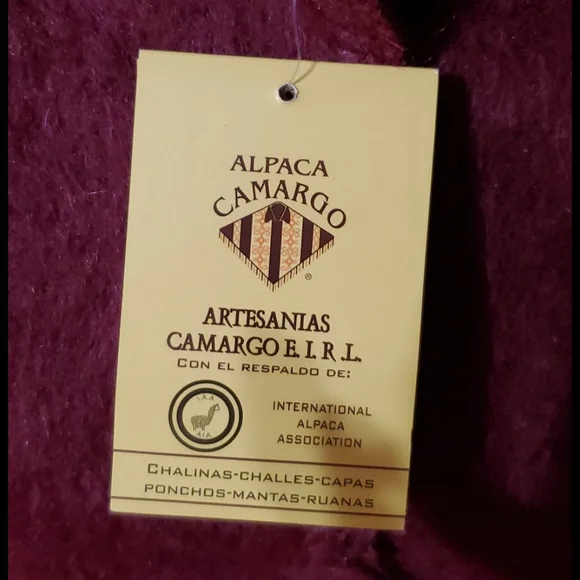 ALPACA
CAMARGO
®
ARTESANIAS
CAMARGO E. I. R .L.
CON EL RESPALDO DE:
I.A.A
A.I.A
INTERNATIONAL
ALPACA
ASSOCIATION
CHALINAS-CHALLES-CAPAS
PONCHOS-MANTAS-RUANAS